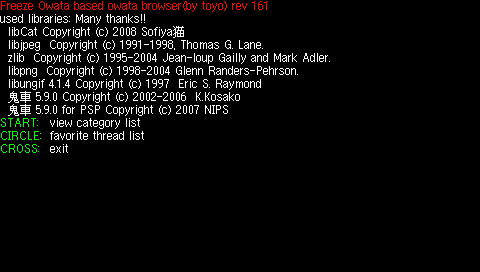 Freeze Owata based owata browser(by toyo) rev 161
used libraries: Many thanks!!
libCat Copyright (c) 2008 Sofiya猫
libjpeg Copyright (c) 1991-1998, Thomas G. Lane.
zlib Copyright (c) 1995-2004 Jean-loup Gailly and Mark Adler.
libpng Copyright (c) 1998-2004 Glenn Randers-Pehrson.
libungif 4.1.4 Copyright (c) 1997 Eric S. Raymond
鬼車 5.9.0 Copyright (c) 2002-2006 K.Kosako
鬼車 5.9.0 for PSP Copyright (c) 2007 NIPS
START: view category list
CIRCLE: favorite thread list
CROSS: exit